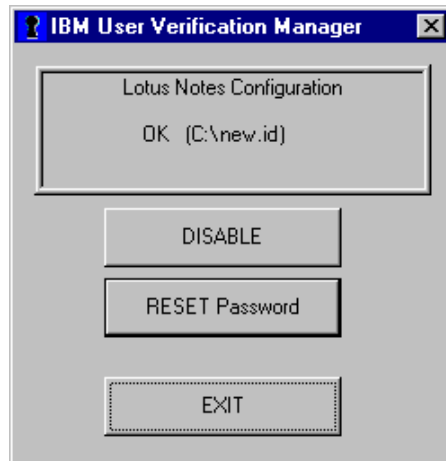 IBM User Verification Manager
Lotus Notes Configuration
OK (C:\new.id)
DISABLE
RESET Password
EXIT